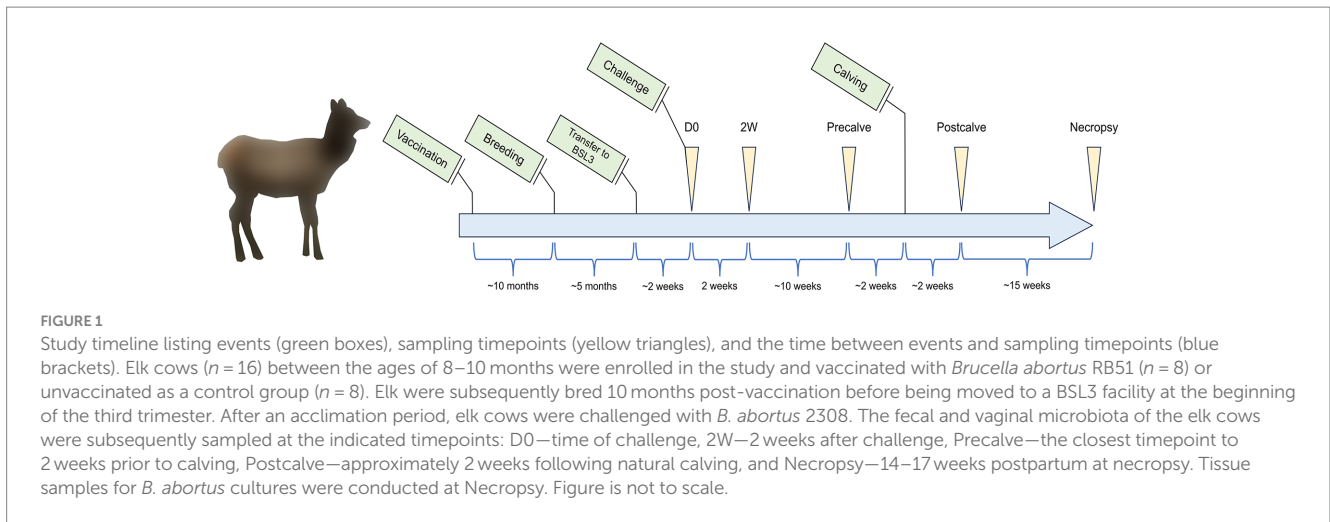 Vaccination
Breeding
Transfer to
BSL3
Challenge
D0
2W
Precalve
Calving
Postcalve
Necropsy
~10 months
~5 months
~2 weeks
2 weeks
~10 weeks
~2 weeks
~2 weeks
~15 weeks
FIGURE 1
Study timeline listing events (green boxes), sampling timepoints (yellow triangles), and the time between events and sampling timepoints (blue
brackets). Elk cows (n = 16) between the ages of 8–10 months were enrolled in the study and vaccinated with Brucella abortus RB51 (n = 8) or
unvaccinated as a control group (n = 8). Elk were subsequently bred 10 months post-vaccination before being moved to a BSL3 facility at the beginning
of the third trimester. After an acclimation period, elk cows were challenged with B. abortus 2308. The fecal and vaginal microbiota of the elk cows
were subsequently sampled at the indicated timepoints: D0—time of challenge, 2W—2 weeks after challenge, Precalve—the closest timepoint to
2 weeks prior to calving, Postcalve—approximately 2 weeks following natural calving, and Necropsy—14–17 weeks postpartum at necropsy. Tissue
samples for B. abortus cultures were conducted at Necropsy. Figure is not to scale.